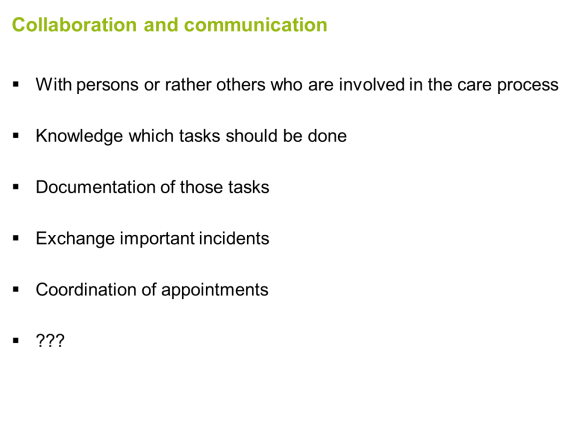 Collaboration and communication
▪ With persons or rather others who are involved in the care process
▪ Knowledge which tasks should be done
▪ Documentation of those tasks
▪ Exchange important incidents
▪ Coordination of appointments
▪ ???